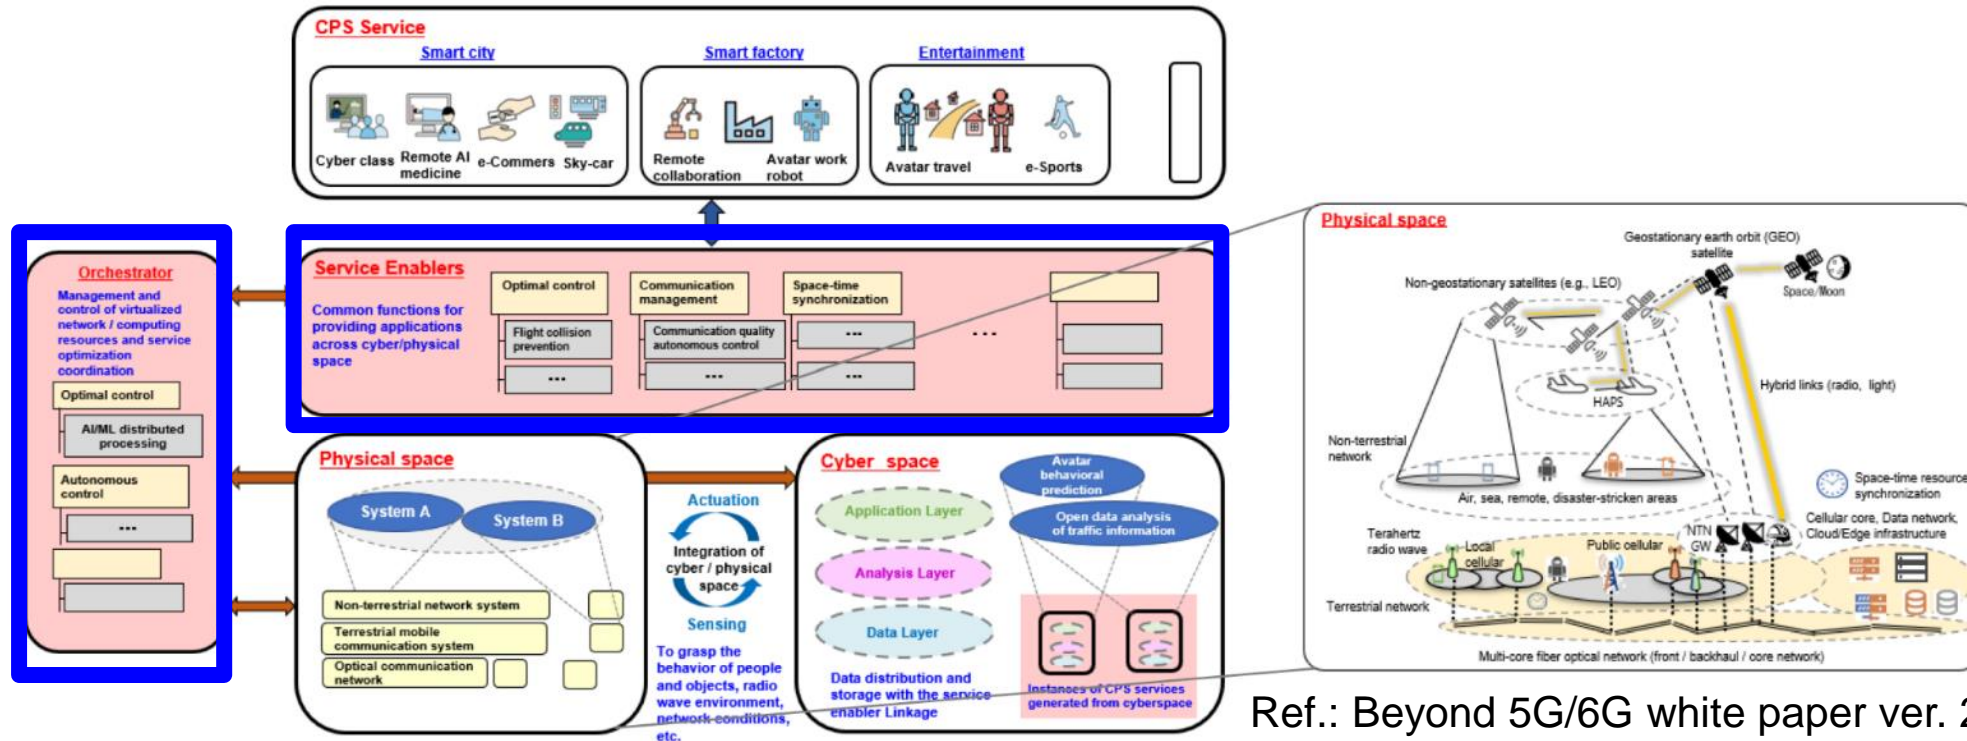 CPS Service
Smart city
Smart factory
Entertainment
Cyber class
Remote AI
medicine
e-Commers
Sky-car
Remote
collaboration
Avatar work
robot
Avatar travel
e-Sports
Orchestrator
Management and
control of virtualized
network / computing
resources and service
optimization
coordination
Optimal control
AI/ML distributed
processing
Autonomous
control
---
Service Enablers
Common functions for
providing applications
across cyber/physical
space
Optimal control
Flight collision
prevention
---
Communication
management
Communication quality
autonomous control
---
Space-time
synchronization
---
---
---
Physical space
System A
System B
Non-terrestrial network system
Terrestrial mobile
communication system
Optical communication
network
Actuation
Integration of
cyber / physical
space
Sensing
To grasp the
behavior of people
and objects, radio
wave environment,
network conditions,
etc.
Cyber space
Application Layer
Analysis Layer
Data Layer
Data distribution and
storage with the service
enabler Linkage
Avatar
behavioral
prediction
Open data analysis
of traffic information
Instances of CPS services
generated from cyberspace
Physical space
Geostationary earth orbit (GEO)
satellite
Non-geostationary satellites (e.g., LEO)
Space/Moon
HAPS
Hybrid links (radio, light)
Non-terrestrial
network
Air, sea, remote, disaster-stricken areas
Space-time resource
synchronization
Terahertz
radio wave
Local
cellular
Public cellular
NTN
GW
Cellular core, Data network,
Cloud/Edge infrastructure
Terrestrial network
Multi-core fiber optical network (front / backhaul / core network)
Ref.: Beyond 5G/6G white paper ver. 2